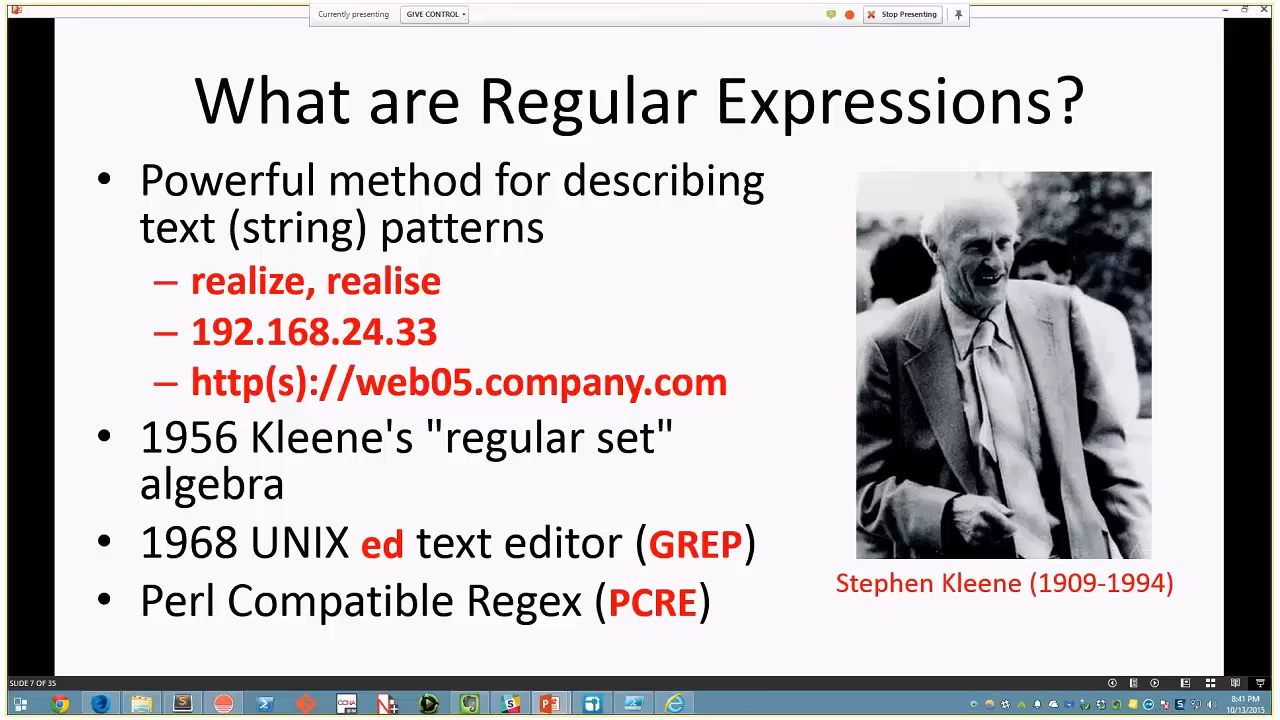 Currently presenting GIVE CONTROL Stop Presenting
What are Regular Expressions?
• Powerful method for describing
text (string) patterns
– realize, realise
– 192.168.24.33
– http(s)://web05.company.com
• 1956 Kleene's "regular set"
algebra
• 1968 UNIX ed text editor (GREP)
• Perl Compatible Regex (PCRE)
Stephen Kleene (1909-1994)
SLIDE 7 OF 35
CCNA
8:41 PM
10/13/2015